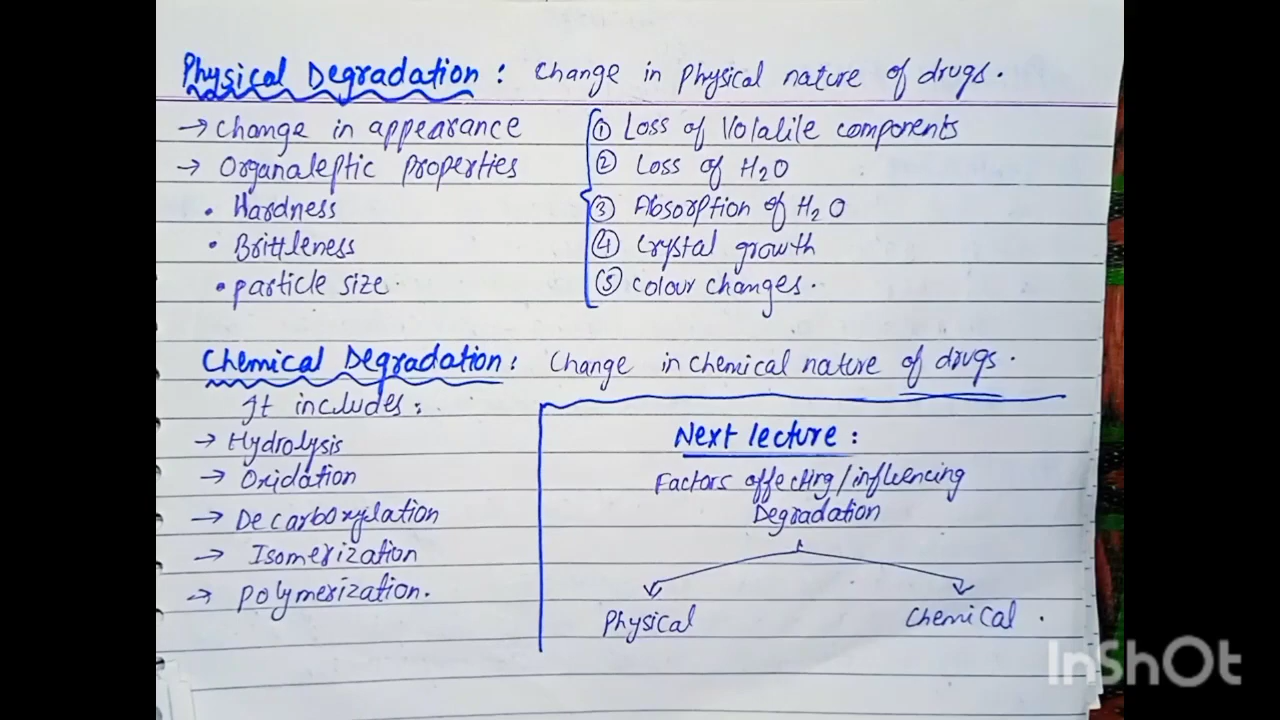 Physical Degradation : Change in Physical nature of drugs.
→ Change in appearance
→ Organaleptic properties
• Hardness
• Brittleness
• particle size
① Loss of Volatile components
② Loss of H2O
③ Absorption of H2O
④ Crystal growth
⑤ Colour changes.
Chemical Degradation : Change in chemical nature of drugs.
It includes :
→ Hydrolysis
→ Oxidation
→ Decarboxylation
→ Isomerization
→ Polymerization.
Next lecture :
Factors affecting/influencing
Degradation
Physical
Chemical .
InShOt